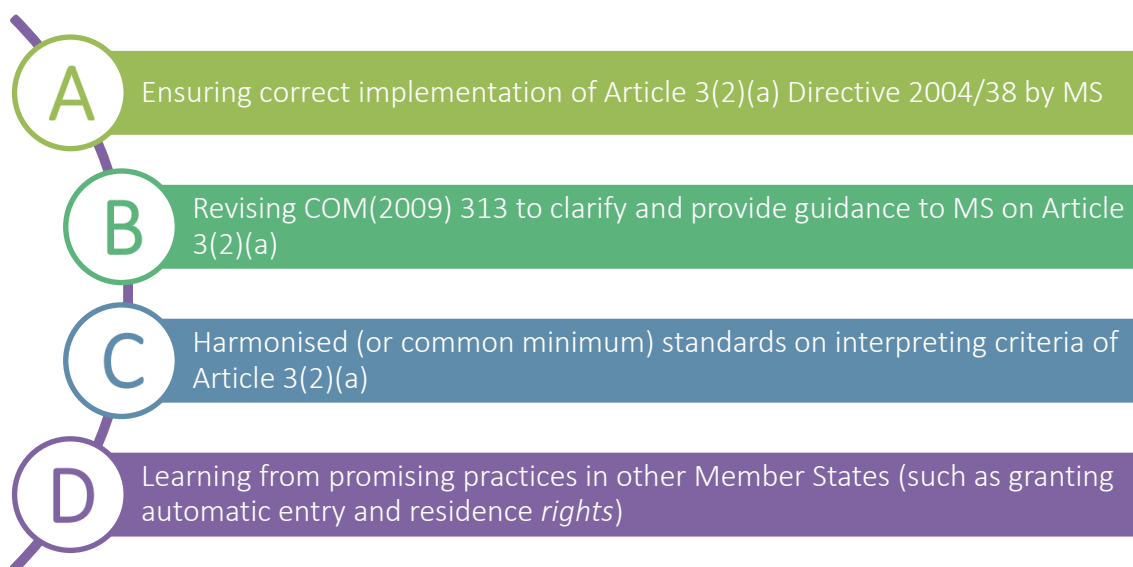 A
Ensuring correct implementation of Article 3(2)(a) Directive 2004/38 by MS
B
Revising COM(2009) 313 to clarify and provide guidance to MS on Article
3(2)(a)
C
Harmonised (or common minimum) standards on interpreting criteria of
Article 3(2)(a)
D
Learning from promising practices in other Member States (such as granting
automatic entry and residence rights)